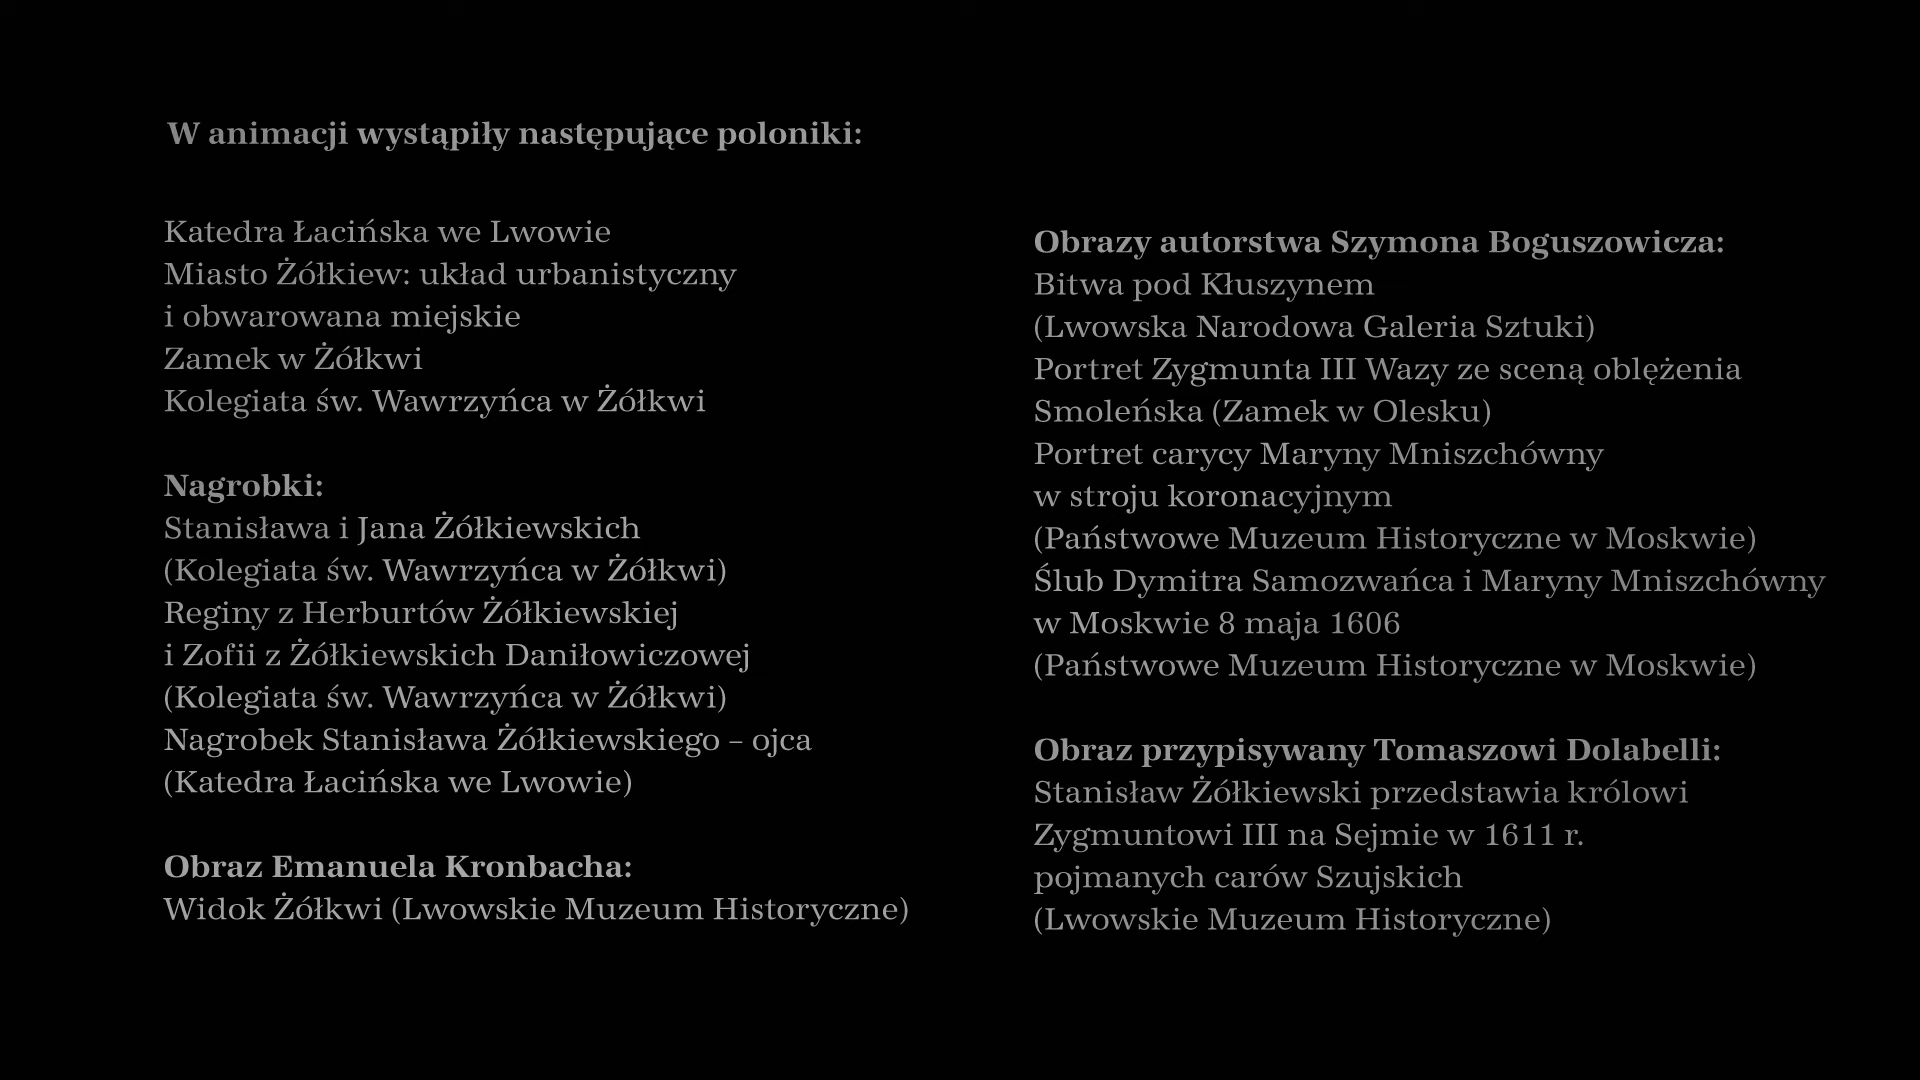 W animacji wystąpiły następujące poloniki:
Katedra Łacińska we Lwowie
Miasto Żółkiew: układ urbanistyczny
i obwarowana miejskie
Zamek w Żółkwi
Kolegiata św. Wawrzyńca w Żółkwi
Nagrobki:
Stanisława i Jana Żółkiewskich
(Kolegiata św. Wawrzyńca w Żółkwi)
Reginy z Herburtów Żółkiewskiej
i Zofii z Żółkiewskich Daniłowiczowej
(Kolegiata św. Wawrzyńca w Żółkwi)
Nagrobek Stanisława Żółkiewskiego – ojca
(Katedra Łacińska we Lwowie)
Obraz Emanuela Kronbacha:
Widok Żółkwi (Lwowskie Muzeum Historyczne)
Obrazy autorstwa Szymona Boguszowicza:
Bitwa pod Kłuszynem
(Lwowska Narodowa Galeria Sztuki)
Portret Zygmunta III Wazy ze sceną oblężenia
Smoleńska (Zamek w Olesku)
Portret carycy Maryny Mniszchówny
w stroju koronacyjnym
(Państwowe Muzeum Historyczne w Moskwie)
Ślub Dymitra Samozwańca i Maryny Mniszchówny
w Moskwie 8 maja 1606
(Państwowe Muzeum Historyczne w Moskwie)
Obraz przypisywany Tomaszowi Dolabelli:
Stanisław Żółkiewski przedstawia królowi
Zygmuntowi III na Sejmie w 1611 r.
pojmanych carów Szujskich
(Lwowskie Muzeum Historyczne)